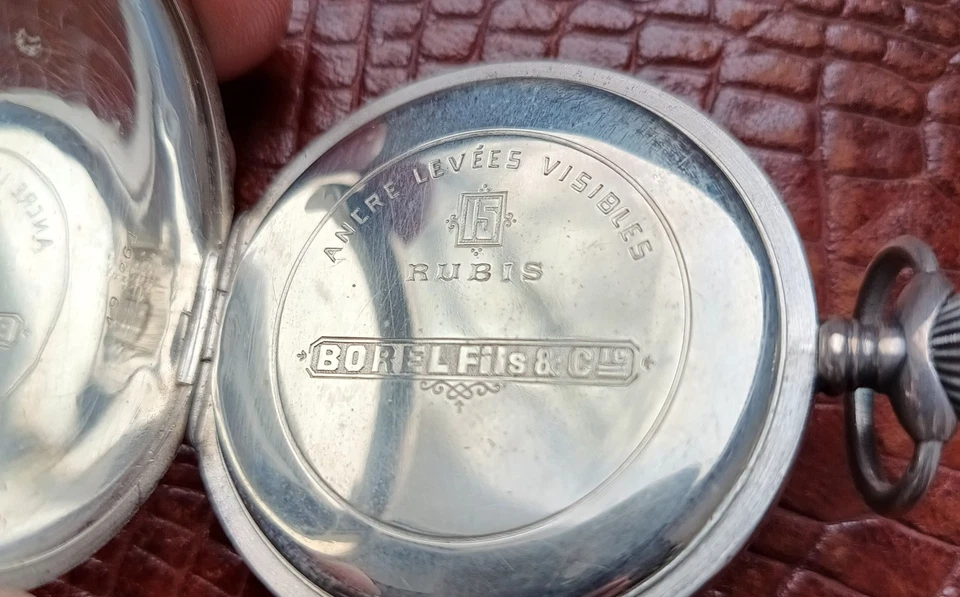 ANCRE LEVÉES VISIBLES
15
RUBIS
BOREL Fils & Cie